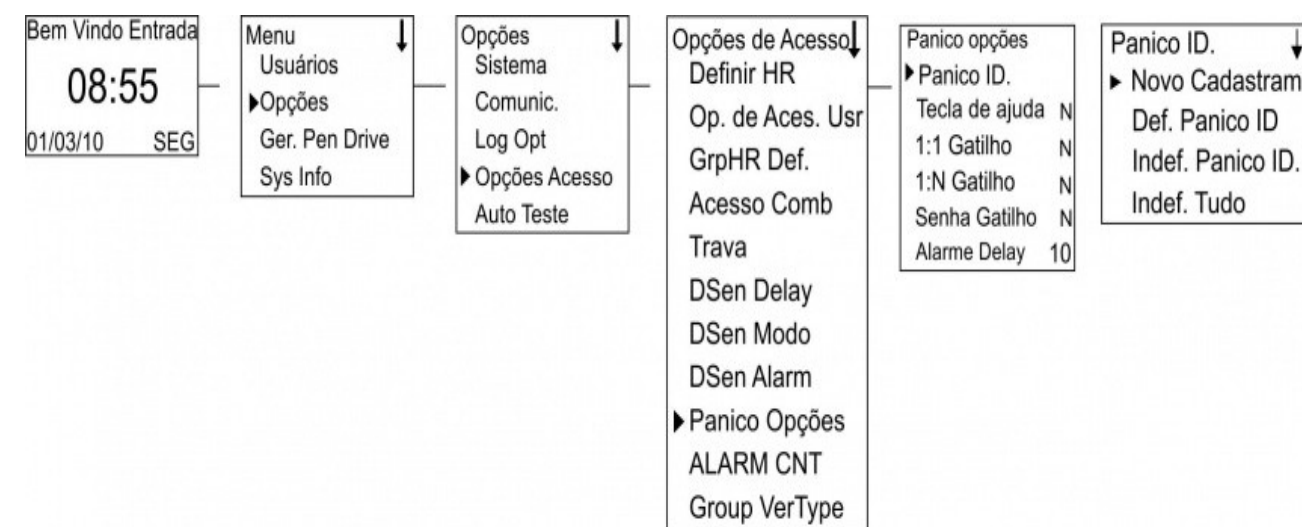 Bem Vindo Entrada
08:55
01/03/10 SEG
Menu
Usuários
Opções
Ger. Pen Drive
Sys Info
Opções
Sistema
Comunic.
Log Opt
Opções Acesso
Auto Teste
Opções de Acesso
Definir HR
Op. de Aces. Usr
GrpHR Def.
Acesso Comb
Trava
DSen Delay
DSen Modo
DSen Alarm
Panico Opções
ALARM CNT
Group VerType
Panico opções
Panico ID.
Tecla de ajuda N
1:1 Gatilho N
1:N Gatilho N
Senha Gatilho N
Alarme Delay 10
Panico ID.
Novo Cadastram
Def. Panico ID
Indef. Panico ID.
Indef. Tudo